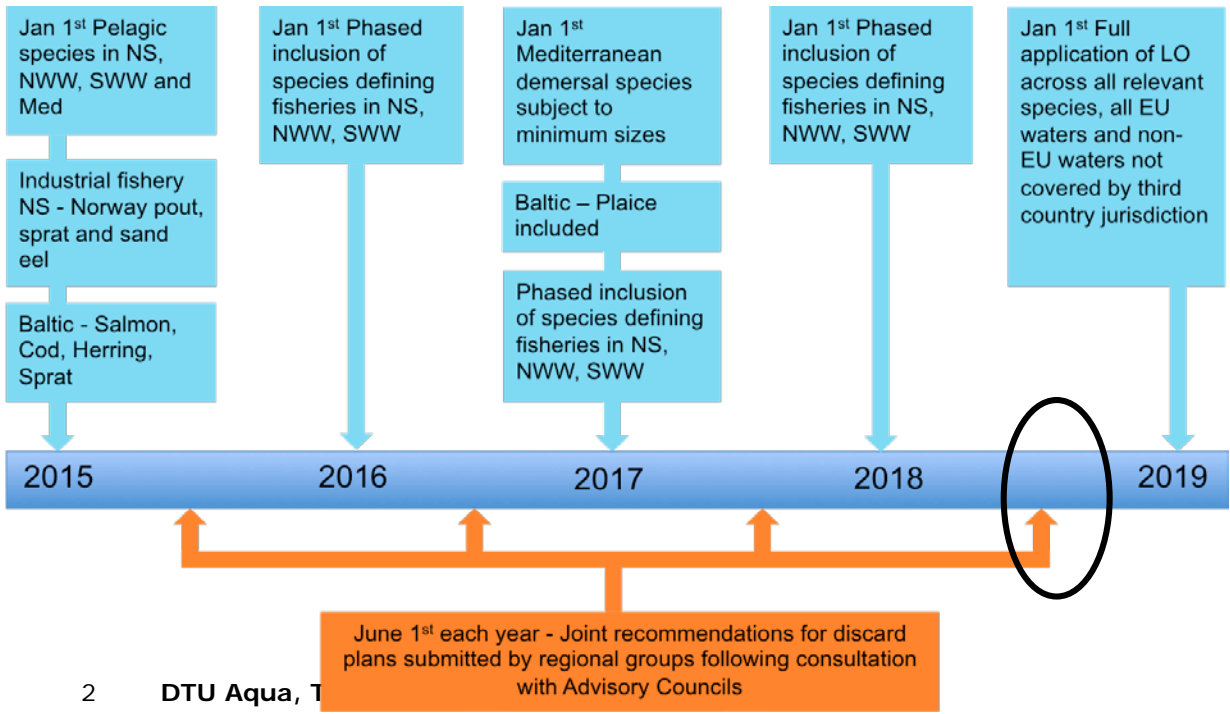 Jan 1st Pelagic
species in NS,
NWW, SWW and
Med
Industrial fishery
NS - Norway pout,
sprat and sand
eel
Baltic - Salmon,
Cod, Herring,
Sprat
Jan 1st Phased
inclusion of
species defining
fisheries in NS,
NWW, SWW
Jan 1st
Mediterranean
demersal species
subject to
minimum sizes
Baltic – Plaice
included
Phased inclusion
of species defining
fisheries in NS,
NWW, SWW
Jan 1st Phased
inclusion of
species defining
fisheries in NS,
NWW, SWW
Jan 1st Full
application of LO
across all relevant
species, all EU
waters and non-
EU waters not
covered by third
country jurisdiction
2015 2016 2017 2018 2019
June 1st each year - Joint recommendations for discard
plans submitted by regional groups following consultation
with Advisory Councils
2 DTU Aqua,